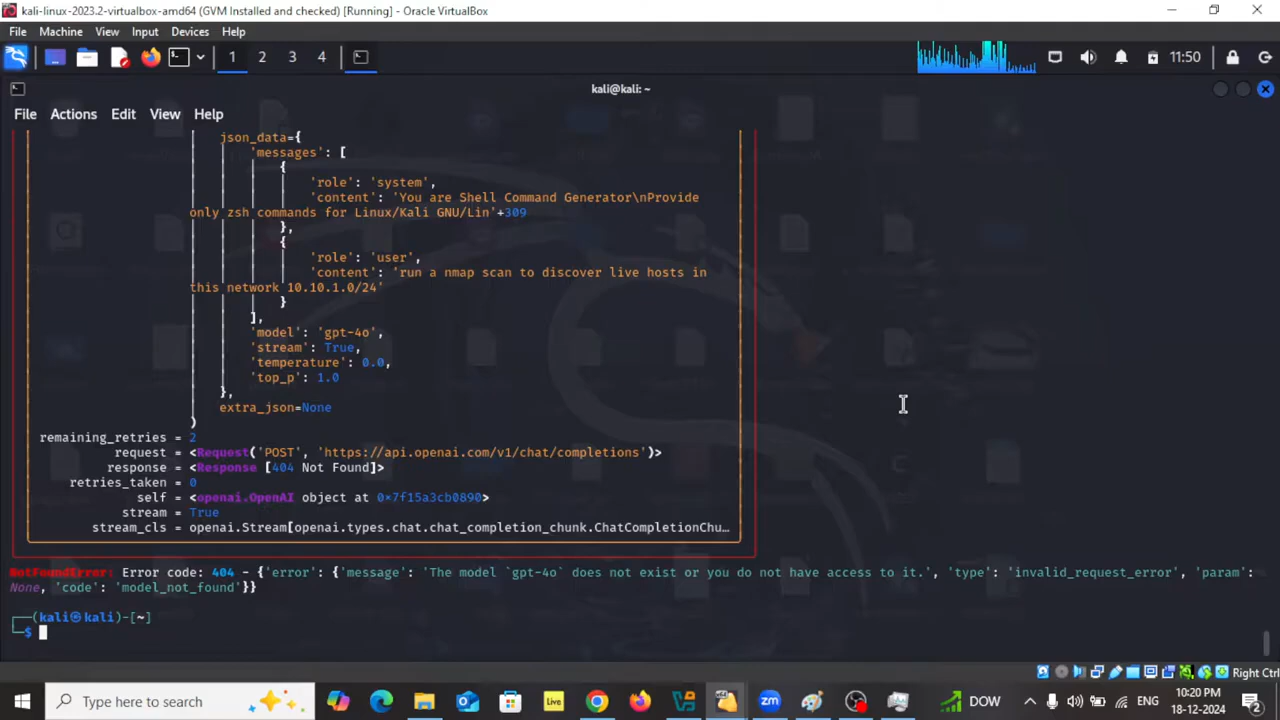 kali-linux-2023.2-virtualbox-amd64 (GVM Installed and checked) [Running] - Oracle VirtualBox
File Machine View Input Devices Help
1 2 3 4 11:50
kali@kali: ~
File Actions Edit View Help
json_data={
'messages': [
{
'role': 'system',
'content': 'You are Shell Command Generator\nProvide
only zsh commands for Linux/Kali GNU/Lin'+309
},
{
'role': 'user',
'content': 'run a nmap scan to discover live hosts in
this network 10.10.1.0/24'
}
],
'model': 'gpt-4o',
'stream': True,
'temperature': 0.0,
'top_p': 1.0
},
extra_json=None
)
remaining_retries = 2
request = <Request('POST', 'https://api.openai.com/v1/chat/completions')>
response = <Response [404 Not Found]>
retries_taken = 0
self = <openai.OpenAI object at 0×7f15a3cb0890>
stream = True
stream_cls = openai.Stream[openai.types.chat.chat_completion_chunk.ChatCompletionChu…
NotFoundError: Error code: 404 - {'error': {'message': 'The model `gpt-4o` does not exist or you do not have access to it.', 'type': 'invalid_request_error', 'param':
None, 'code': 'model_not_found'}}
┌──(kali㉿kali)-[~]
└─$
Right Ctrl
Type here to search Live DOW ENG 10:20 PM
18-12-2024 2